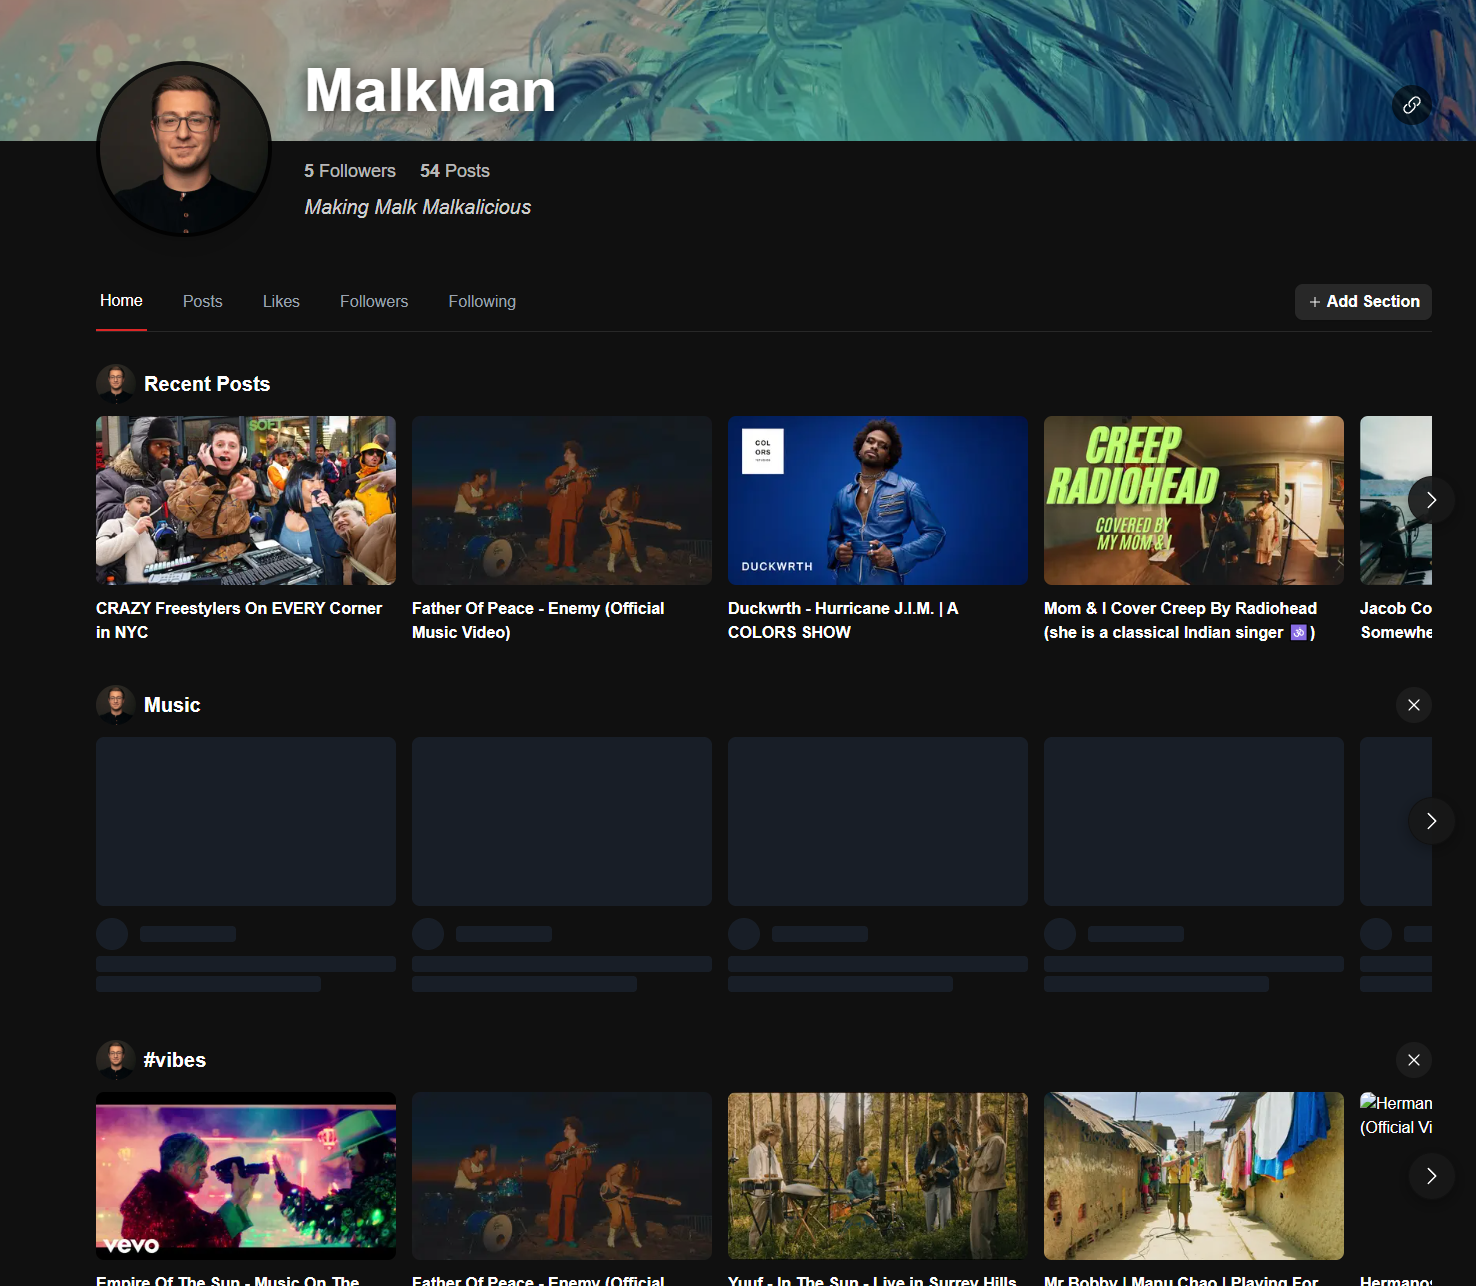 MalkMan
5 Followers 54 Posts
Making Malk Malkalicious
Home Posts Likes Followers Following
+ Add Section
Recent Posts
SOFT
COL
ORS
DUCKWRTH
CREEP
RADIOHEAD
COVERED BY
MY MOM & I
CRAZY Freestylers On EVERY Corner
in NYC
Father Of Peace - Enemy (Official
Music Video)
Duckwrth - Hurricane J.I.M. | A
COLORS SHOW
Mom & I Cover Creep By Radiohead
(she is a classical Indian singer 🕉️)
Jacob Co
Somewhe
Music
#vibes
vevo
Herman
(Official Vi
Empire Of The Sun - Music On The
Father Of Peace - Enemy (Official
Yuuf - In The Sun - Live in Surrey Hills
Mr Bobby | Manu Chao | Playing For
Hermanos